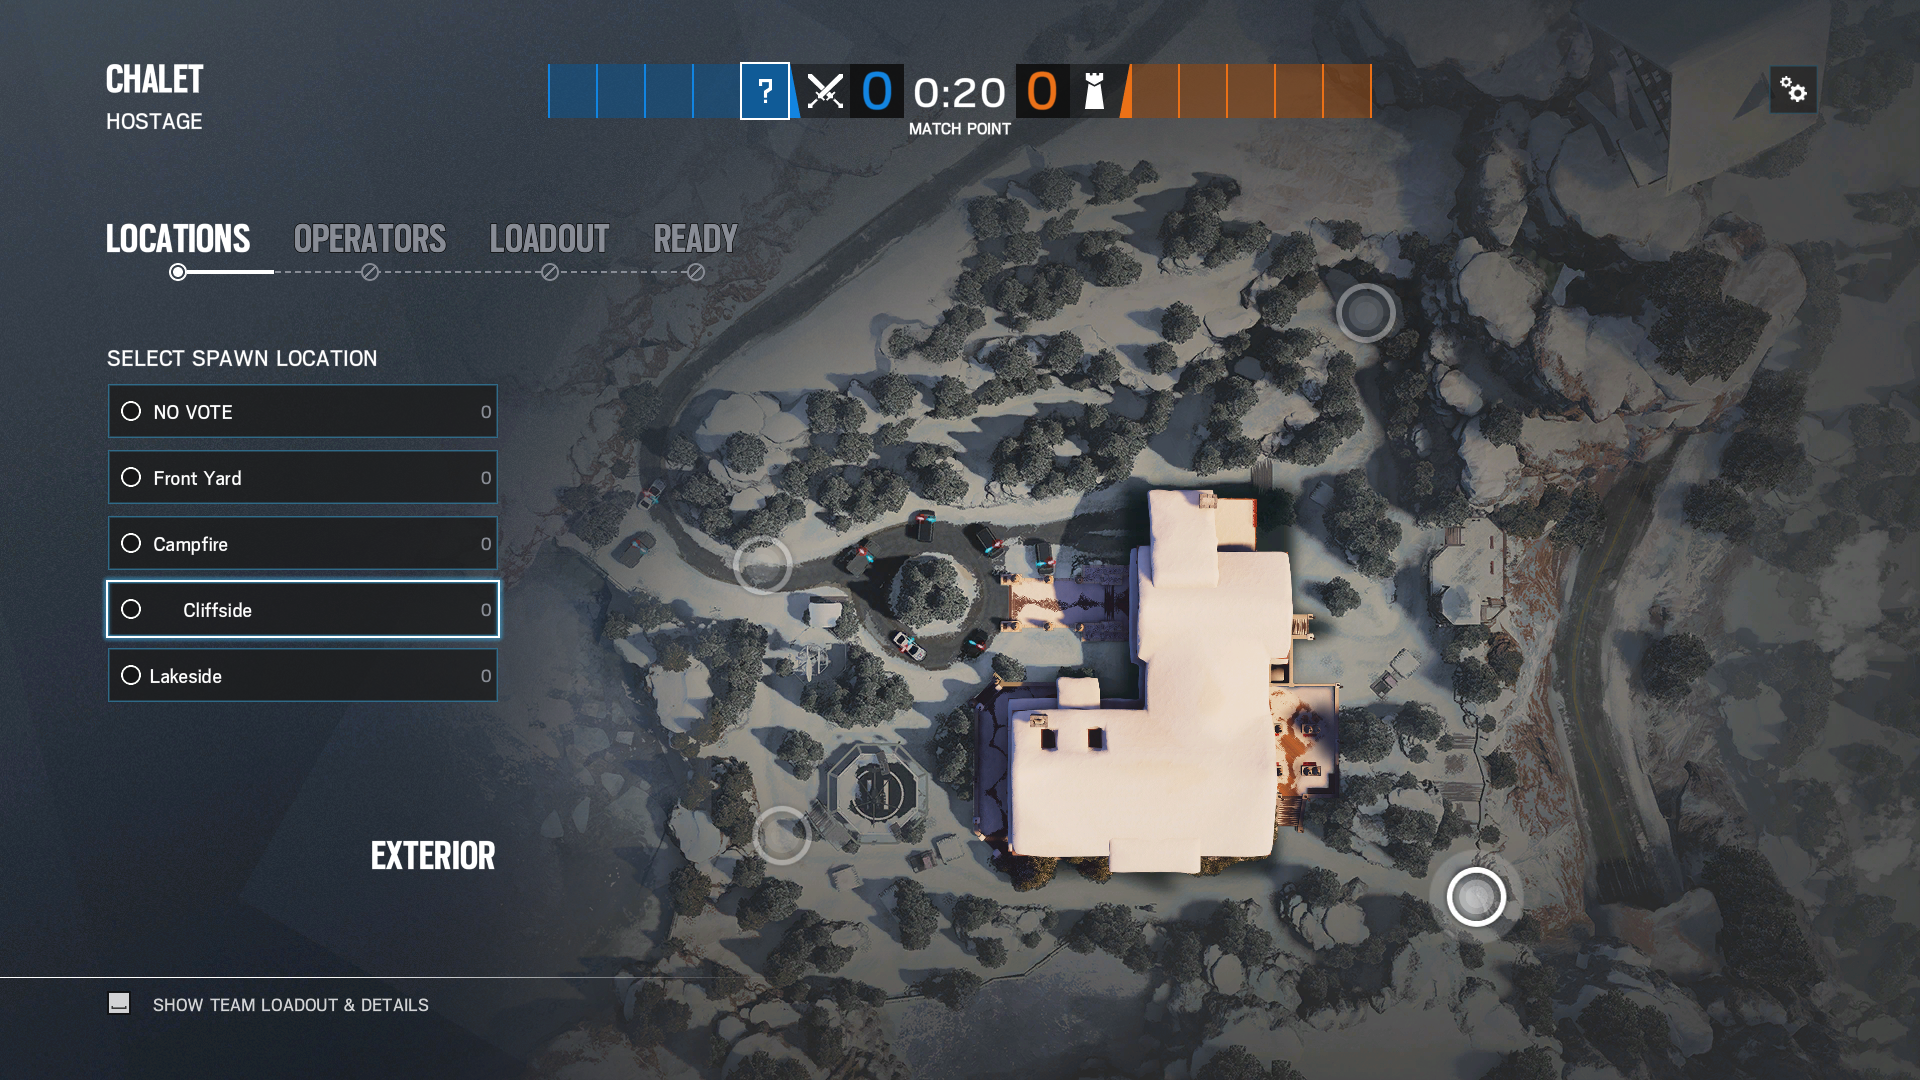 CHALET
HOSTAGE
?
0
0:20
0
MATCH POINT
LOCATIONS
OPERATORS
LOADOUT
READY
SELECT SPAWN LOCATION
NO VOTE 0
Front Yard 0
Campfire 0
Cliffside 0
Lakeside 0
EXTERIOR
SHOW TEAM LOADOUT & DETAILS